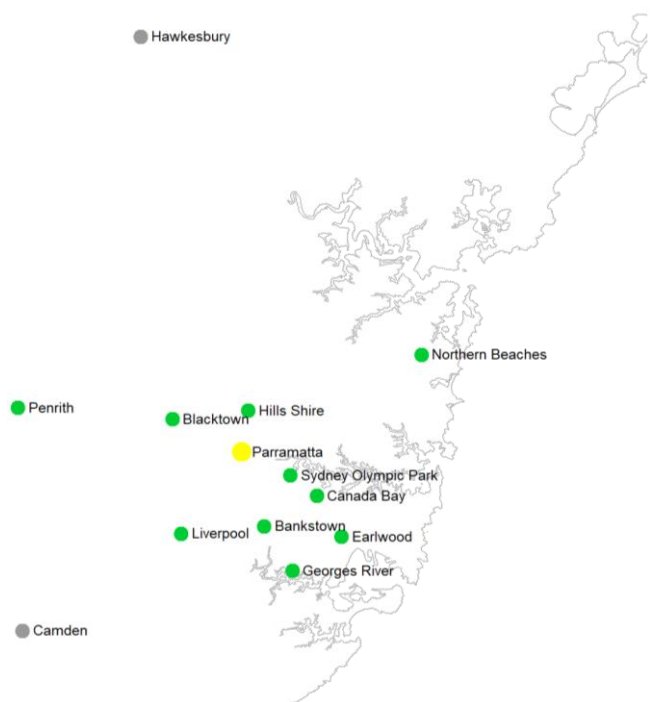 Hawkesbury
Northern Beaches
Penrith
Hills Shire
Blacktown
Parramatta
Sydney Olympic Park
Canada Bay
Bankstown
Liverpool
Earlwood
Georges River
Camden